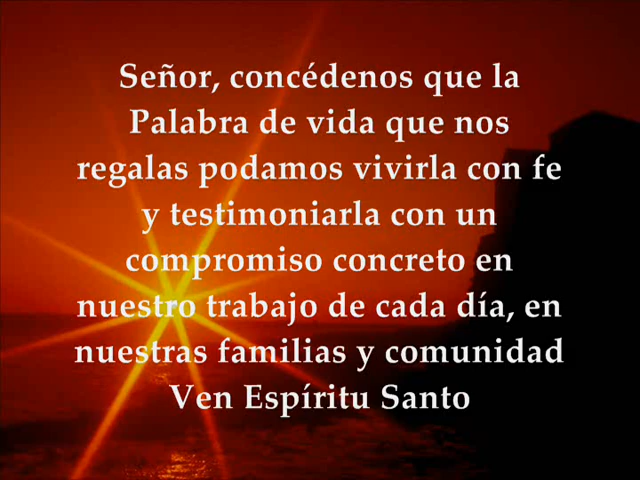 Señor, concédenos que la
Palabra de vida que nos
regalas podamos vivirla con fe
y testimoniarla con un
compromiso concreto en
nuestro trabajo de cada día, en
nuestras familias y comunidad
Ven Espíritu Santo